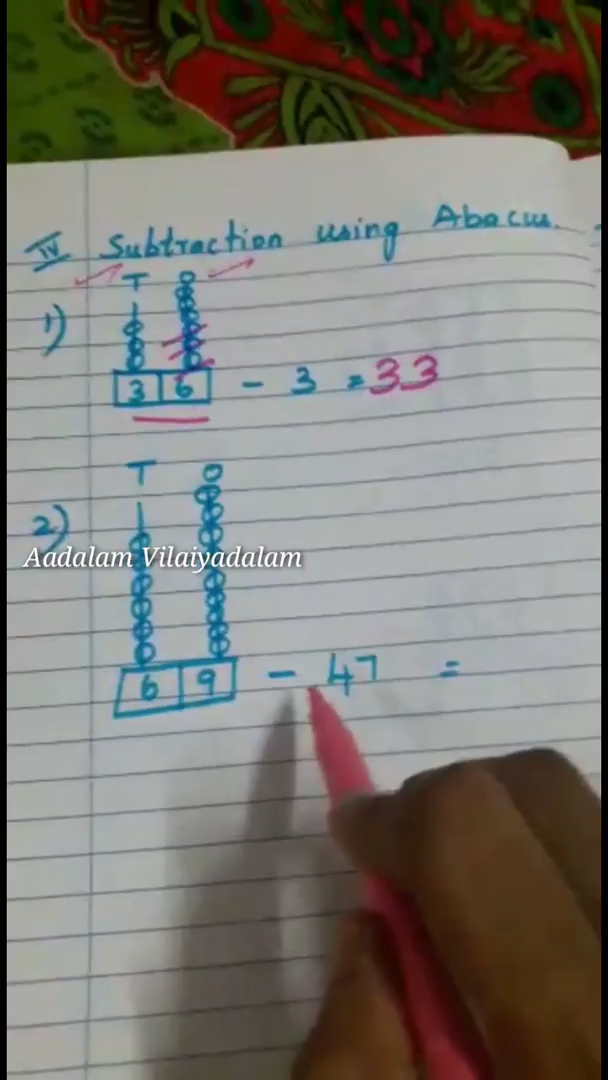 IV Subtraction using Abacus.
T O
1)
3 6 - 3 = 33
T O
2)
Aadalam Vilaiyadalam
6 9 - 47 =